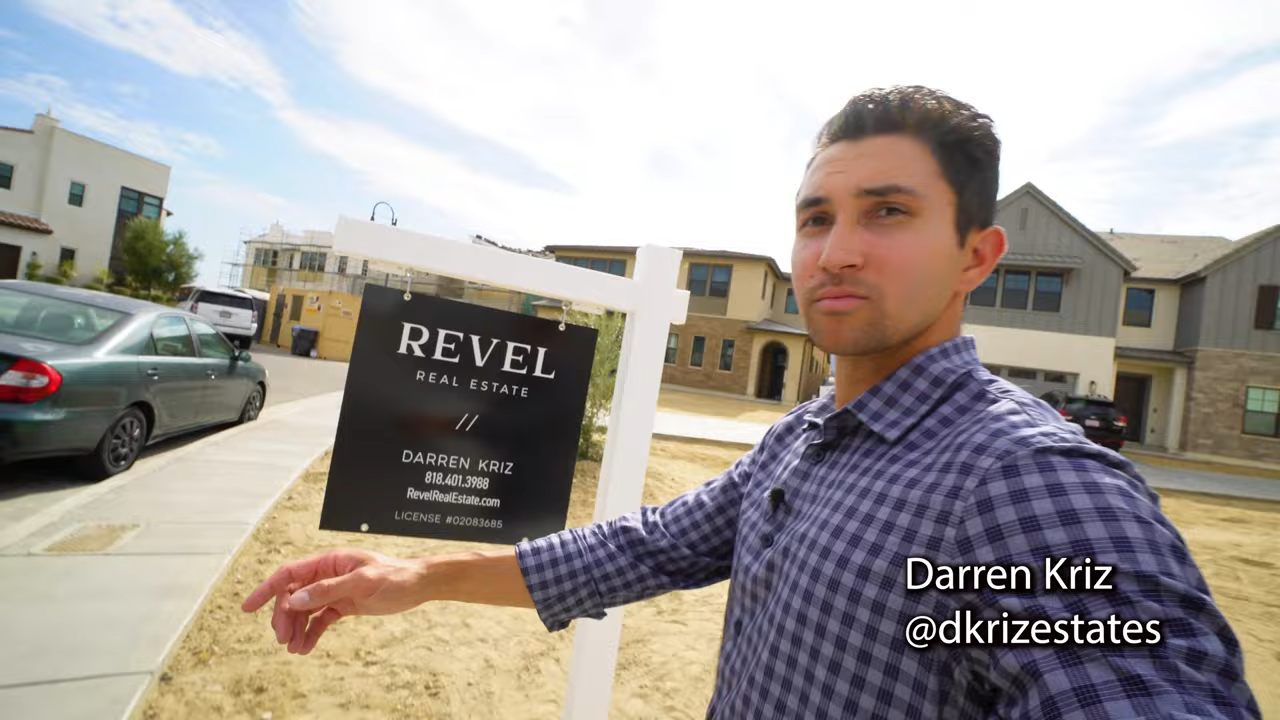 REVEL
REAL ESTATE
//
DARREN KRIZ
818.401.3988
RevelRealEstate.com
LICENSE #02083685
Darren Kriz
@dkrizestates